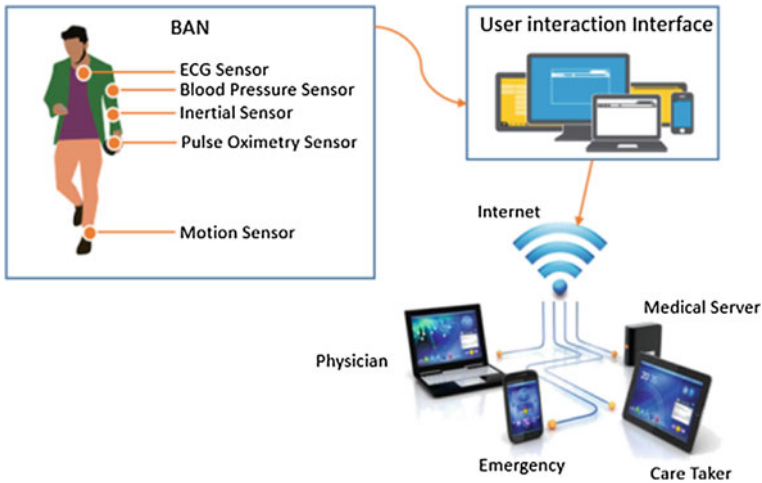 BAN
ECG Sensor
Blood Pressure Sensor
Inertial Sensor
Pulse Oximetry Sensor
Motion Sensor
User interaction Interface
Internet
Medical Server
Physician
Emergency
Care Taker